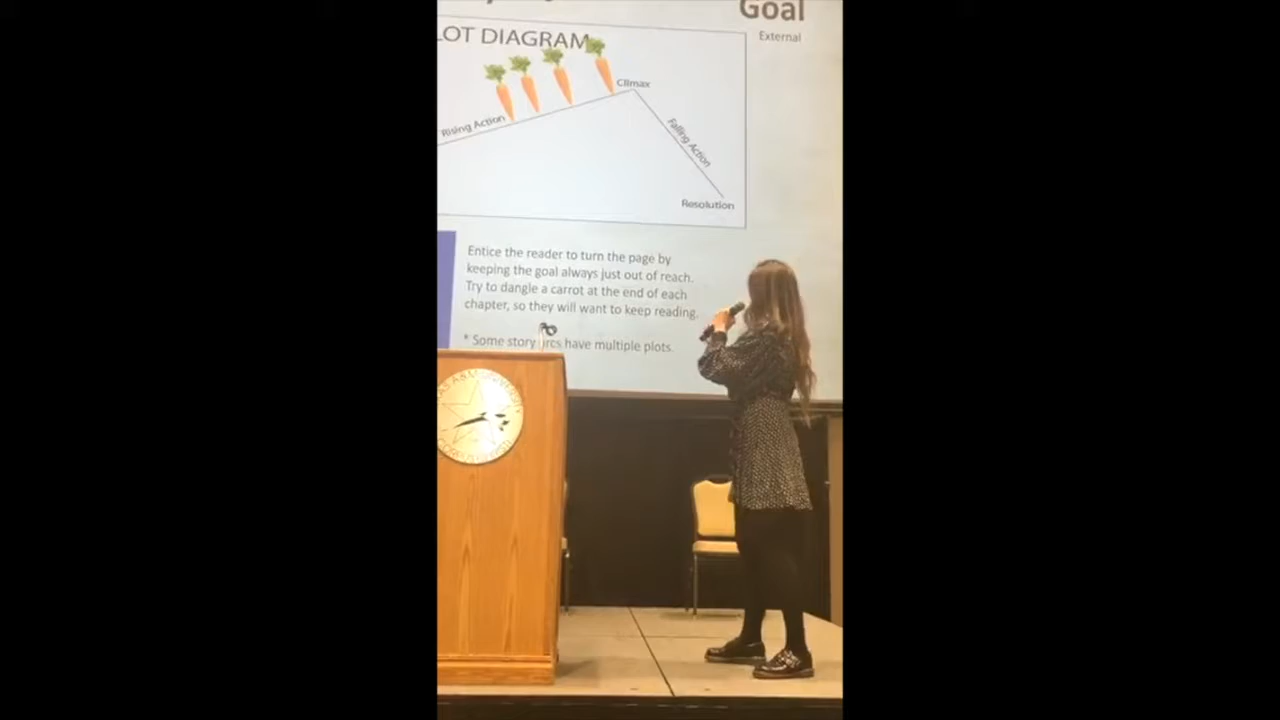 Goal
External
LOT DIAGRAM
Climax
Rising Action
Falling Action
Resolution
Entice the reader to turn the page by
keeping the goal always just out of reach.
Try to dangle a carrot at the end of each
chapter, so they will want to keep reading.
* Some story arcs have multiple plots.
A&M UNIVERSITY